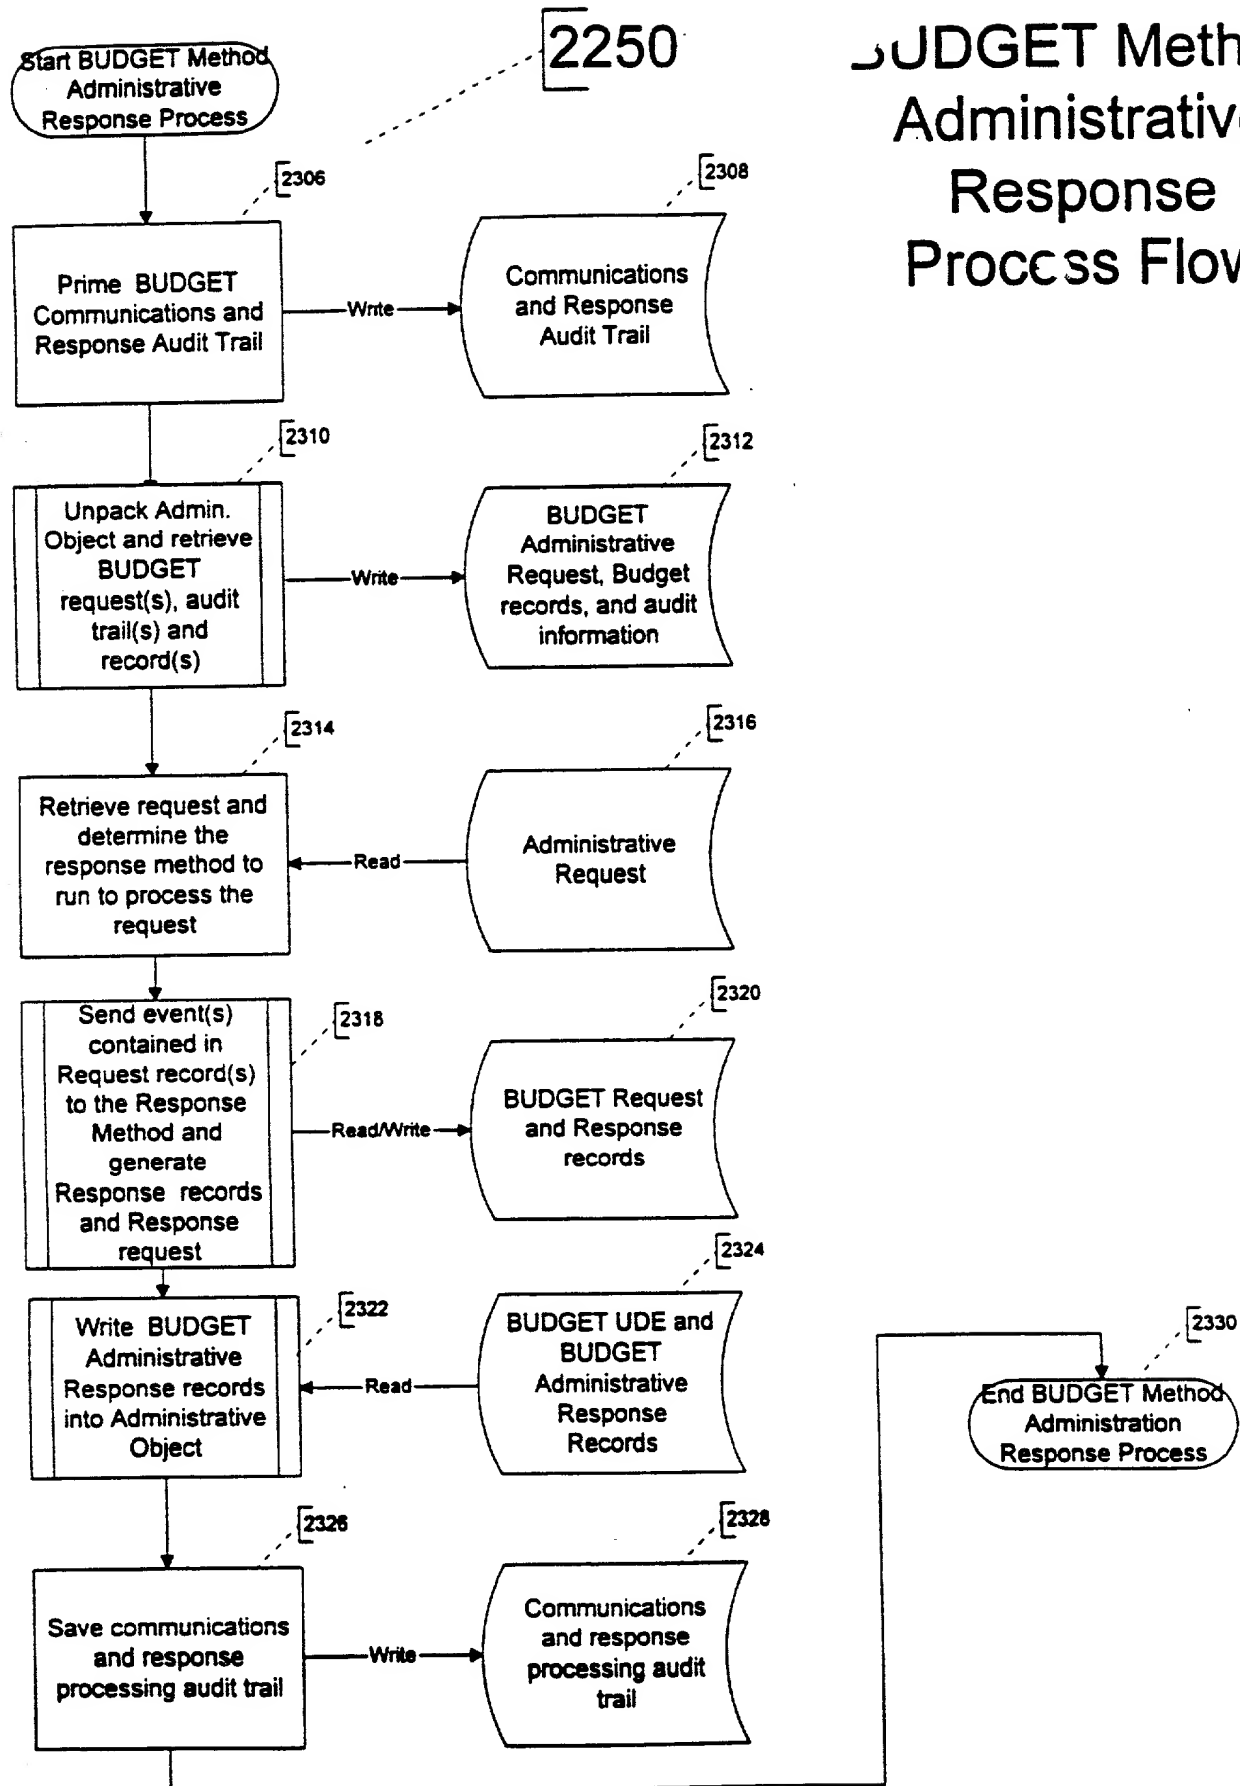 2250
BUDGET Meth
Administrative
Response
Process Flow
Start BUDGET Method
Administrative
Response Process
2306
Prime BUDGET
Communications and
Response Audit Trail
Write
2308
Communications
and Response
Audit Trail
2310
Unpack Admin.
Object and retrieve
BUDGET
request(s), audit
trail(s) and
record(s)
Write
2312
BUDGET
Administrative
Request, Budget
records, and audit
information
2314
Retrieve request and
determine the
response method to
run to process the
request
Read
2316
Administrative
Request
2318
Send event(s)
contained in
Request record(s)
to the Response
Method and
generate
Response records
and Response
request
Read/Write
2320
BUDGET Request
and Response
records
2322
Write BUDGET
Administrative
Response records
into Administrative
Object
Read
2324
BUDGET UDE and
BUDGET
Administrative
Response
Records
2326
Save communications
and response
processing audit trail
Write
2328
Communications
and response
processing audit
trail
2330
End BUDGET Method
Administration
Response Process